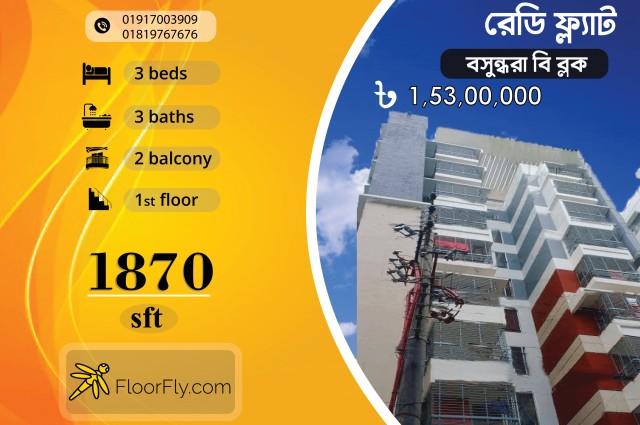 01917003909
01819767676
3 beds
3 baths
2 balcony
1st floor
1870
sft
FloorFly.com
রেডি ফ্ল্যাট
বসুন্ধরা বি ব্লক
৳ 1,53,00,000